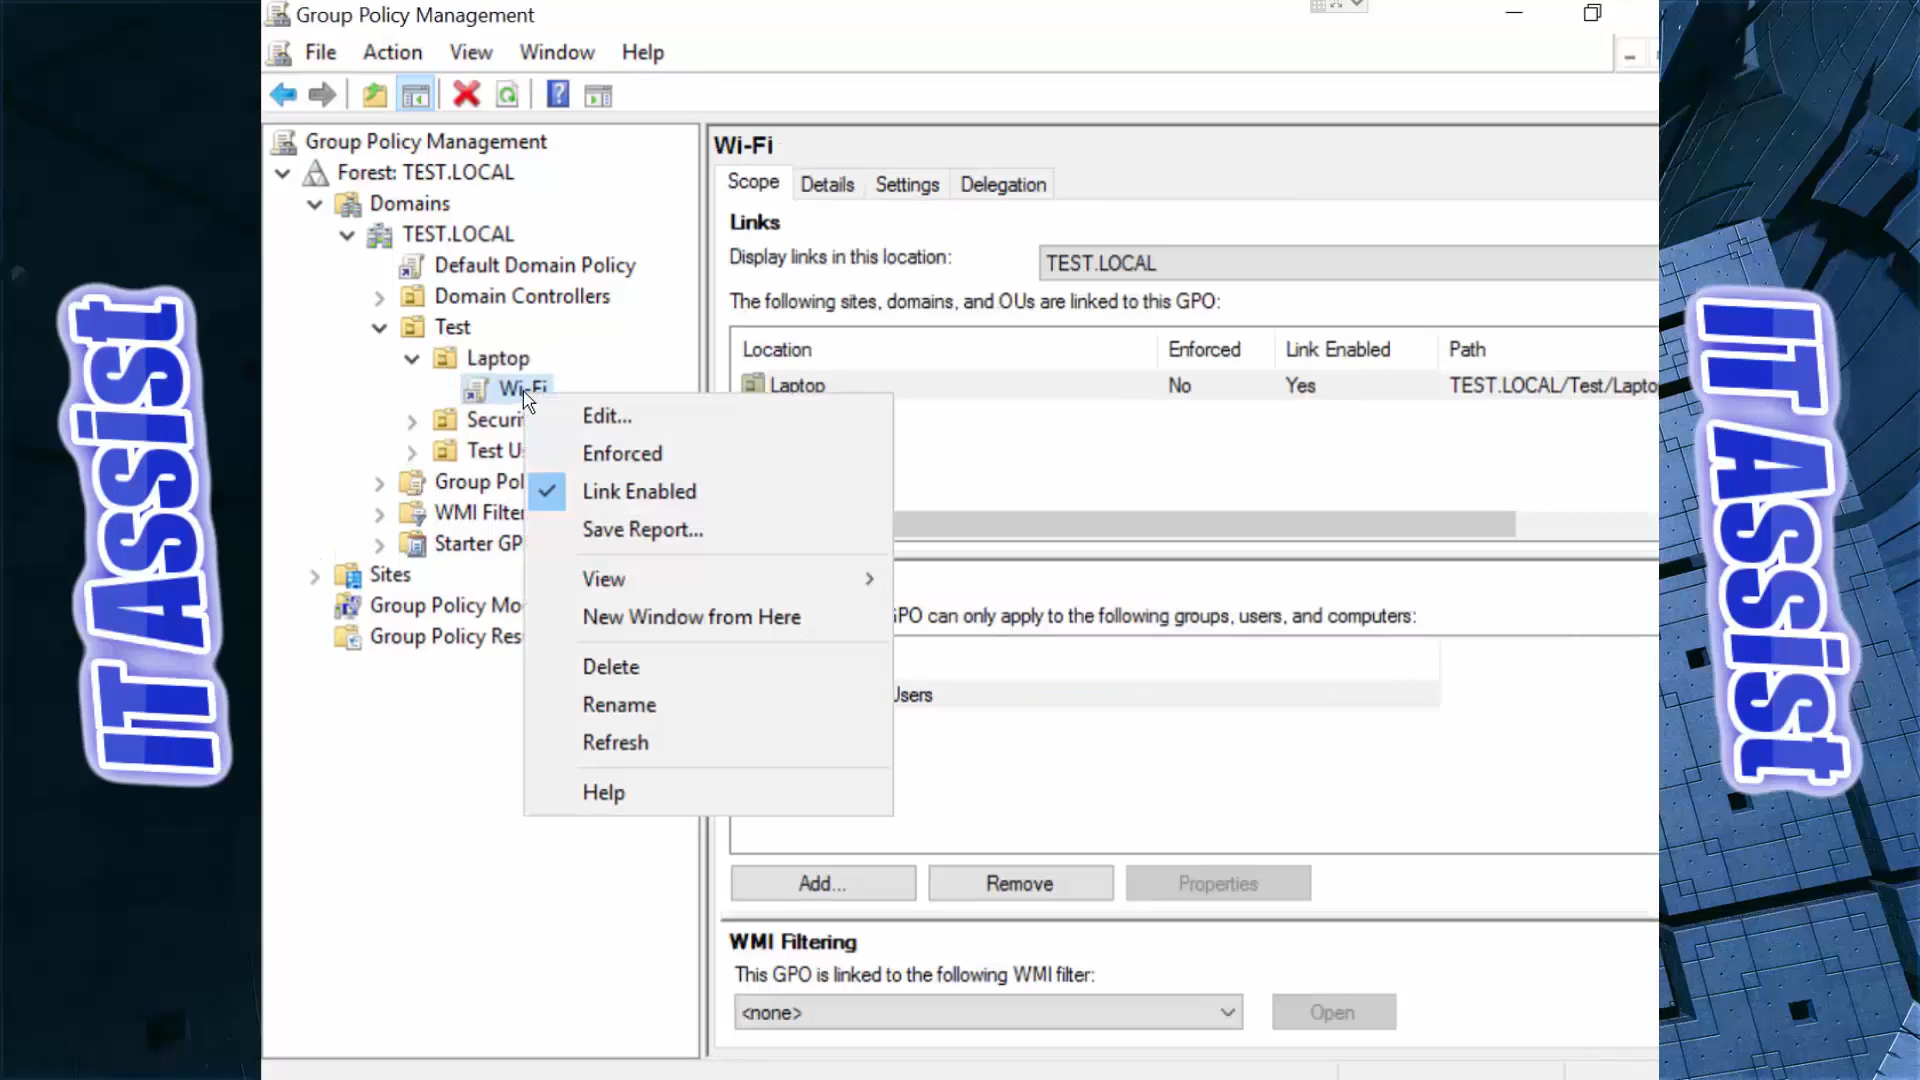 Group Policy Management
File Action View Window Help
Group Policy Management
Forest: TEST.LOCAL
Domains
TEST.LOCAL
Default Domain Policy
Domain Controllers
Test
Laptop
Wi-Fi
Securi
Test U
Group Pol
WMI Filter
Starter GP
Sites
Group Policy Mo
Group Policy Res
Edit...
Enforced
Link Enabled
Save Report...
View
New Window from Here
Delete
Rename
Refresh
Help
Wi-Fi
Scope Details Settings Delegation
Links
Display links in this location: TEST.LOCAL
The following sites, domains, and OUs are linked to this GPO:
Location Enforced Link Enabled Path
Laptop No Yes TEST.LOCAL/Test/Lapto
GPO can only apply to the following groups, users, and computers:
Users
Add... Remove Properties
WMI Filtering
This GPO is linked to the following WMI filter:
<none> Open
IT Assist
IT Assist